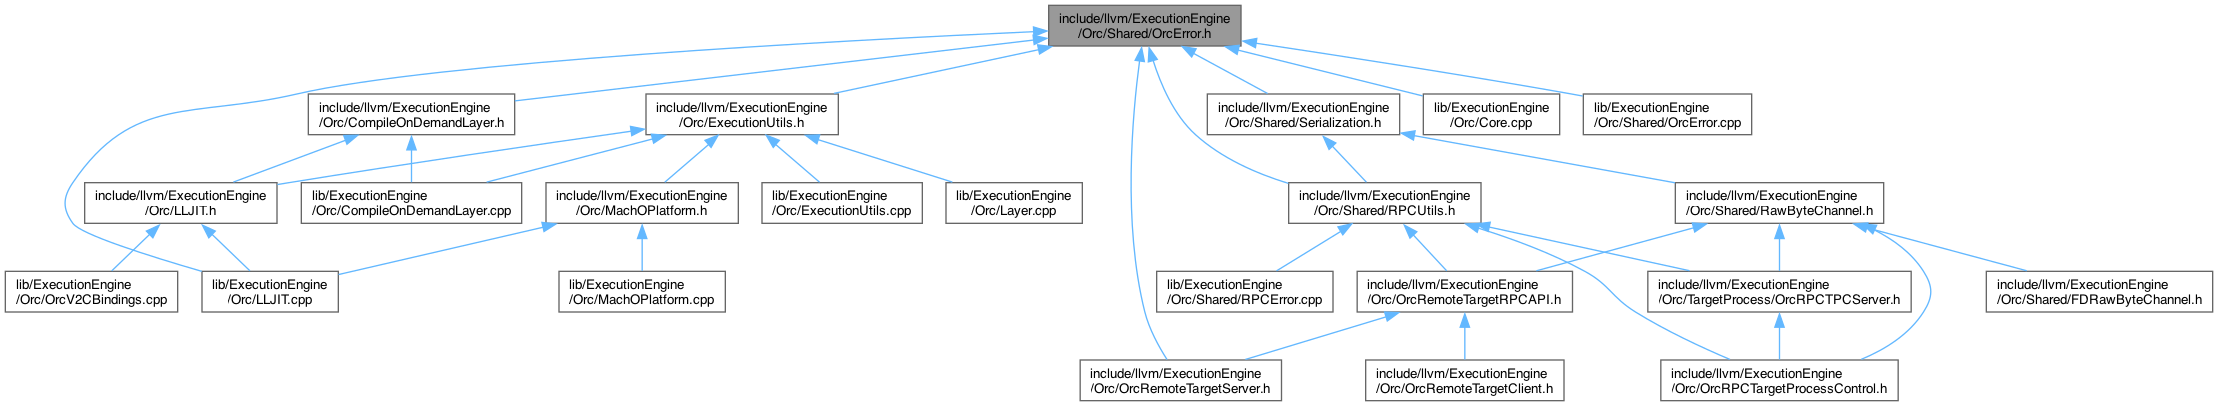 include/llvm/ExecutionEngine
/Orc/Shared/OrcError.h
include/llvm/ExecutionEngine
/Orc/CompileOnDemandLayer.h
include/llvm/ExecutionEngine
/Orc/ExecutionUtils.h
include/llvm/ExecutionEngine
/Orc/Shared/Serialization.h
lib/ExecutionEngine
/Orc/Core.cpp
lib/ExecutionEngine
/Orc/Shared/OrcError.cpp
include/llvm/ExecutionEngine
/Orc/LLJIT.h
lib/ExecutionEngine
/Orc/CompileOnDemandLayer.cpp
include/llvm/ExecutionEngine
/Orc/MachOPlatform.h
lib/ExecutionEngine
/Orc/ExecutionUtils.cpp
lib/ExecutionEngine
/Orc/Layer.cpp
include/llvm/ExecutionEngine
/Orc/Shared/RPCUtils.h
include/llvm/ExecutionEngine
/Orc/Shared/RawByteChannel.h
lib/ExecutionEngine
/Orc/OrcV2CBindings.cpp
lib/ExecutionEngine
/Orc/LLJIT.cpp
lib/ExecutionEngine
/Orc/MachOPlatform.cpp
lib/ExecutionEngine
/Orc/Shared/RPCError.cpp
include/llvm/ExecutionEngine
/Orc/OrcRemoteTargetRPCAPI.h
include/llvm/ExecutionEngine
/Orc/TargetProcess/OrcRPCTPCServer.h
include/llvm/ExecutionEngine
/Orc/Shared/FDRawByteChannel.h
include/llvm/ExecutionEngine
/Orc/OrcRemoteTargetServer.h
include/llvm/ExecutionEngine
/Orc/OrcRemoteTargetClient.h
include/llvm/ExecutionEngine
/Orc/OrcRPCTargetProcessControl.h